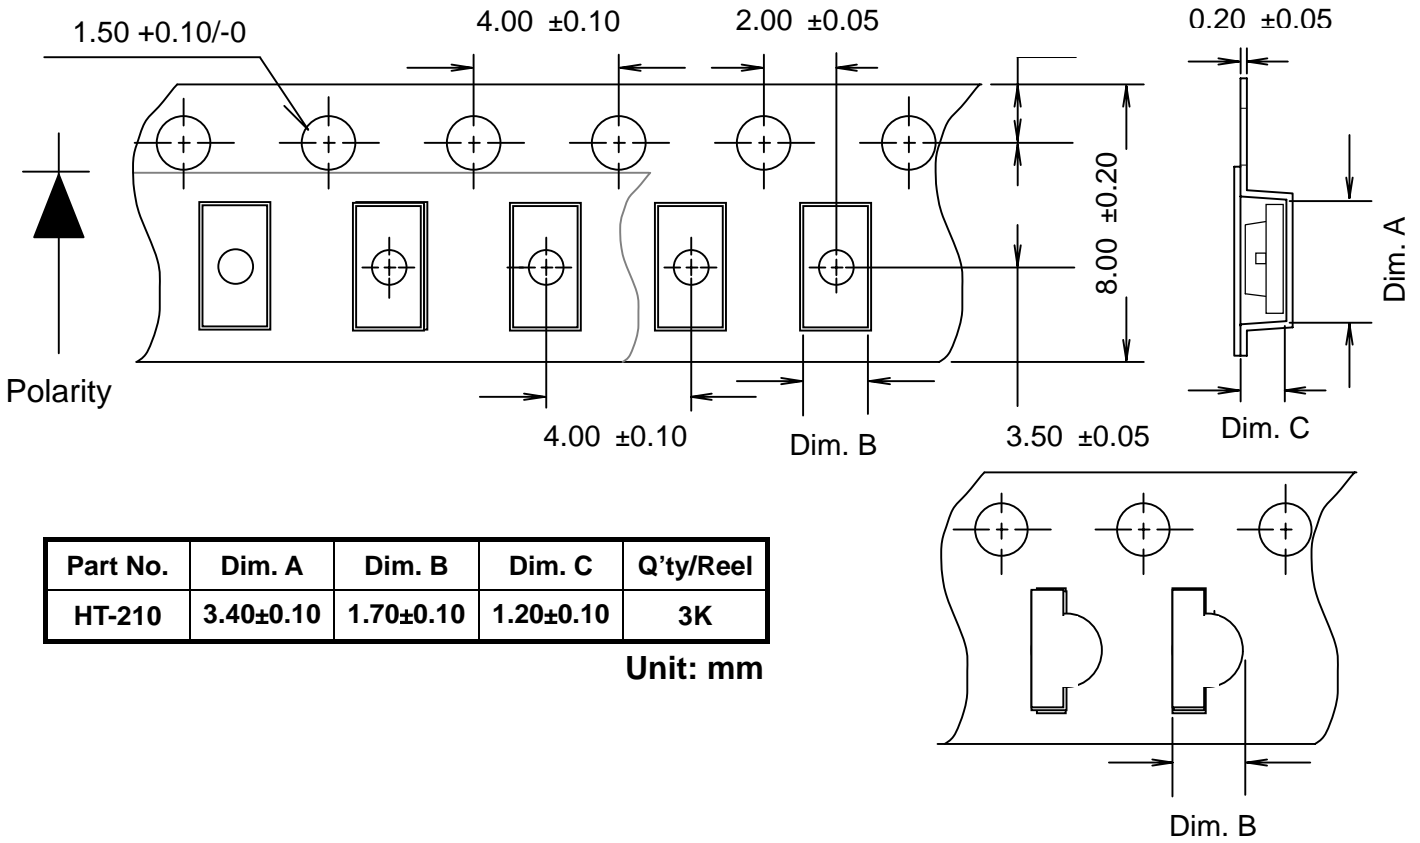 1.50 +0.10/-0
4.00 ±0.10
2.00 ±0.05
0.20 ±0.05
8.00 ±0.20
Dim. A
Polarity
4.00 ±0.10
Dim. B
3.50 ±0.05
Dim. C
Part No. Dim. A Dim. B Dim. C Q’ty/Reel
HT-210 3.40±0.10 1.70±0.10 1.20±0.10 3K
Unit: mm
Dim. B